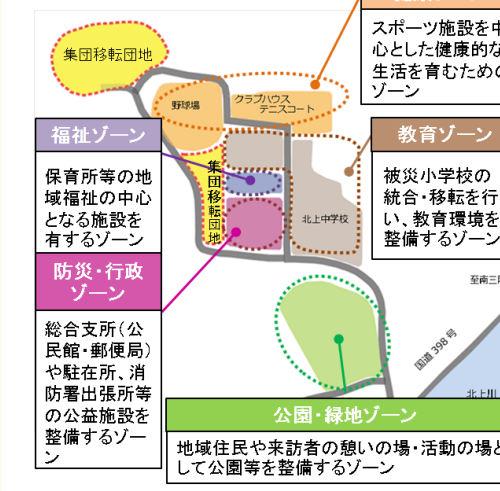 スポーツ施設を中
心とした健康的な
生活を育むための
ゾーン
集団移転団地
野球場
クラブハウス
テニスコート
福祉ゾーン
保育所等の地
域福祉の中心
となる施設を
有するゾーン
集団移転団地
北上中学校
教育ゾーン
被災小学校の
統合・移転を行
い、教育環境を
整備するゾーン
防災・行政
ゾーン
総合支所(公
民館・郵便局)
や駐在所、消
防署出張所等
の公益施設を
整備するゾー
ン
至南三
国道 398 号
北上川
公園・緑地ゾーン
地域住民や来訪者の憩いの場・活動の場と
して公園等を整備するゾーン